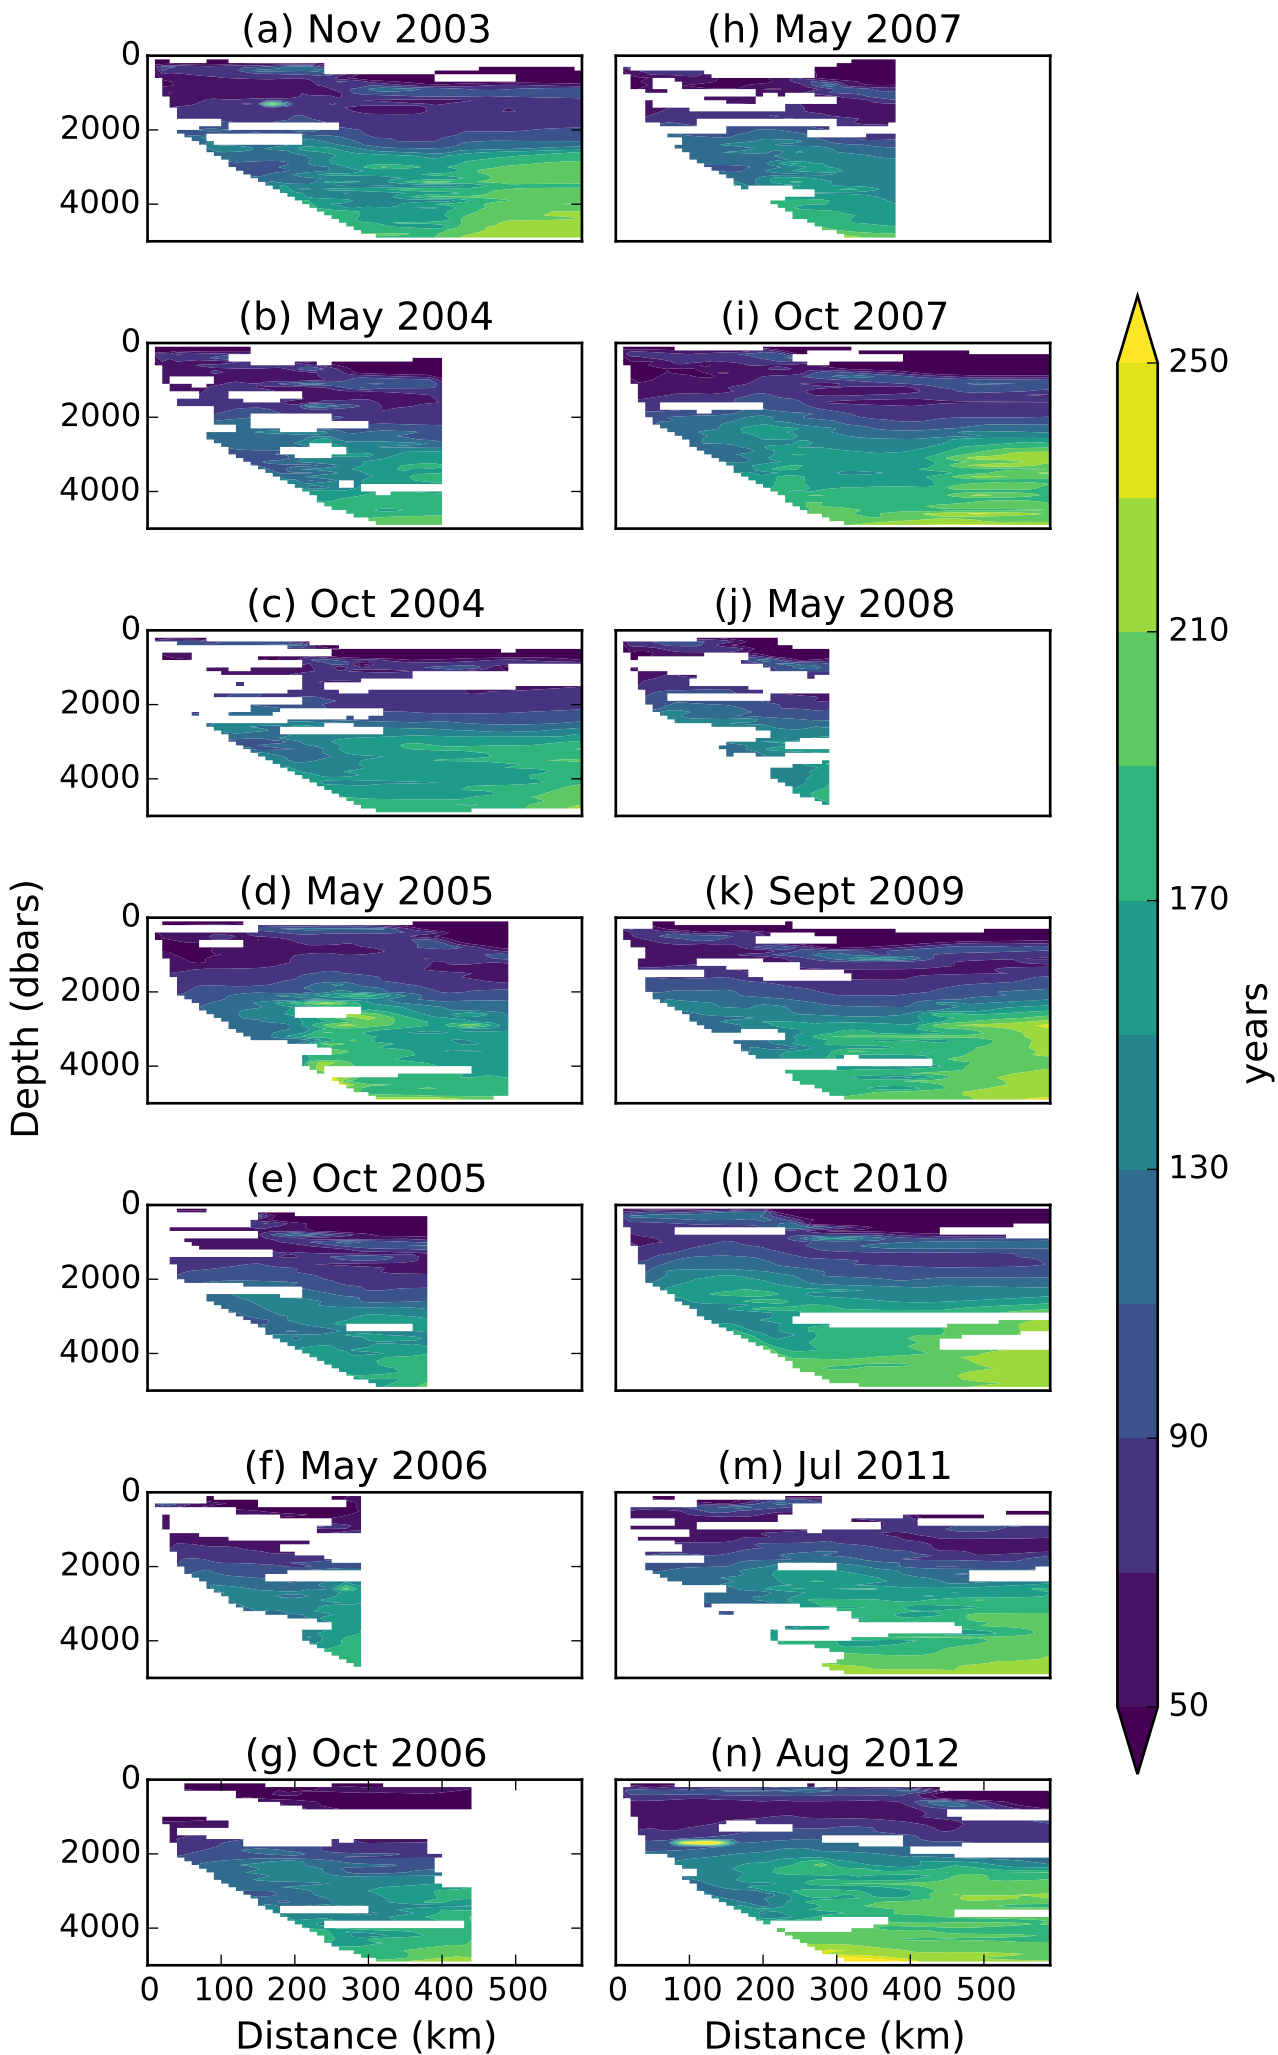 (a) Nov 2003
(h) May 2007
0
2000
4000
(b) May 2004
(i) Oct 2007
0
2000
4000
(c) Oct 2004
(j) May 2008
0
2000
4000
(d) May 2005
(k) Sept 2009
0
2000
4000
(e) Oct 2005
(l) Oct 2010
0
2000
4000
(f) May 2006
(m) Jul 2011
0
2000
4000
(g) Oct 2006
(n) Aug 2012
0
2000
4000
0 100 200 300 400 500
0 100 200 300 400 500
Distance (km)
Distance (km)
Depth (dbars)
250
210
170
130
90
50
years